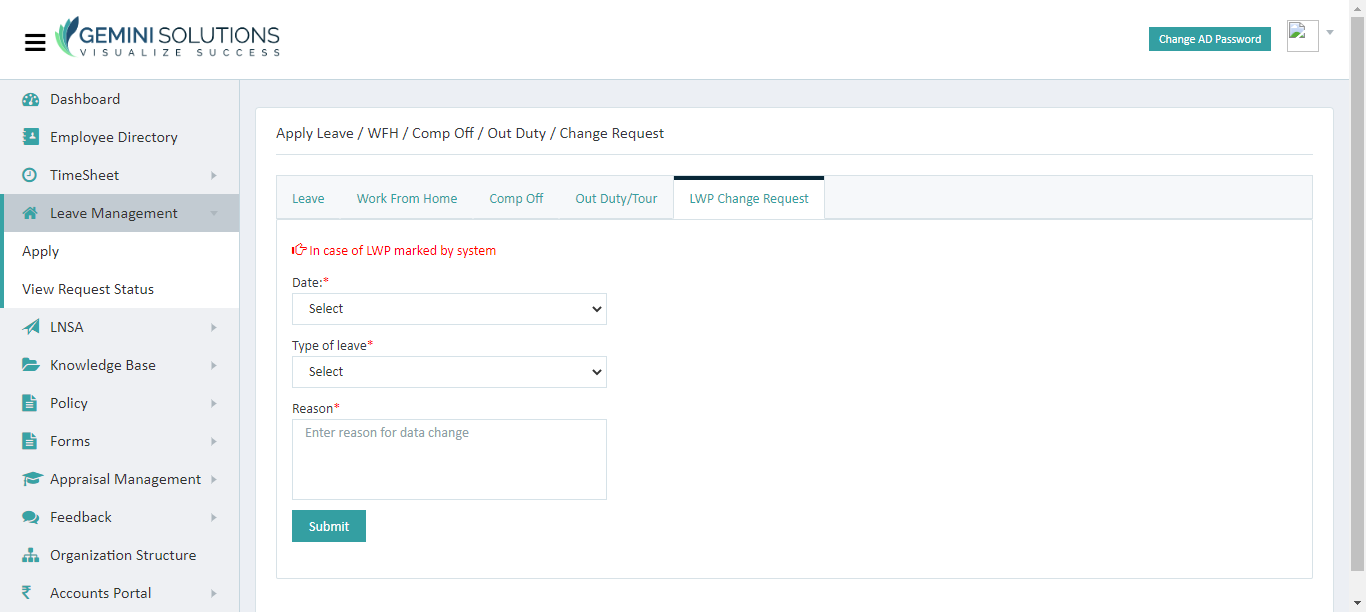 GEMINI SOLUTIONS
VISUALIZE SUCCESS
Change AD Password
Dashboard
Employee Directory
TimeSheet
Leave Management
Apply
View Request Status
LNSA
Knowledge Base
Policy
Forms
Appraisal Management
Feedback
Organization Structure
Accounts Portal
Apply Leave / WFH / Comp Off / Out Duty / Change Request
Leave
Work From Home
Comp Off
Out Duty/Tour
LWP Change Request
In case of LWP marked by system
Date:*
Select
Type of leave*
Select
Reason*
Enter reason for data change
Submit